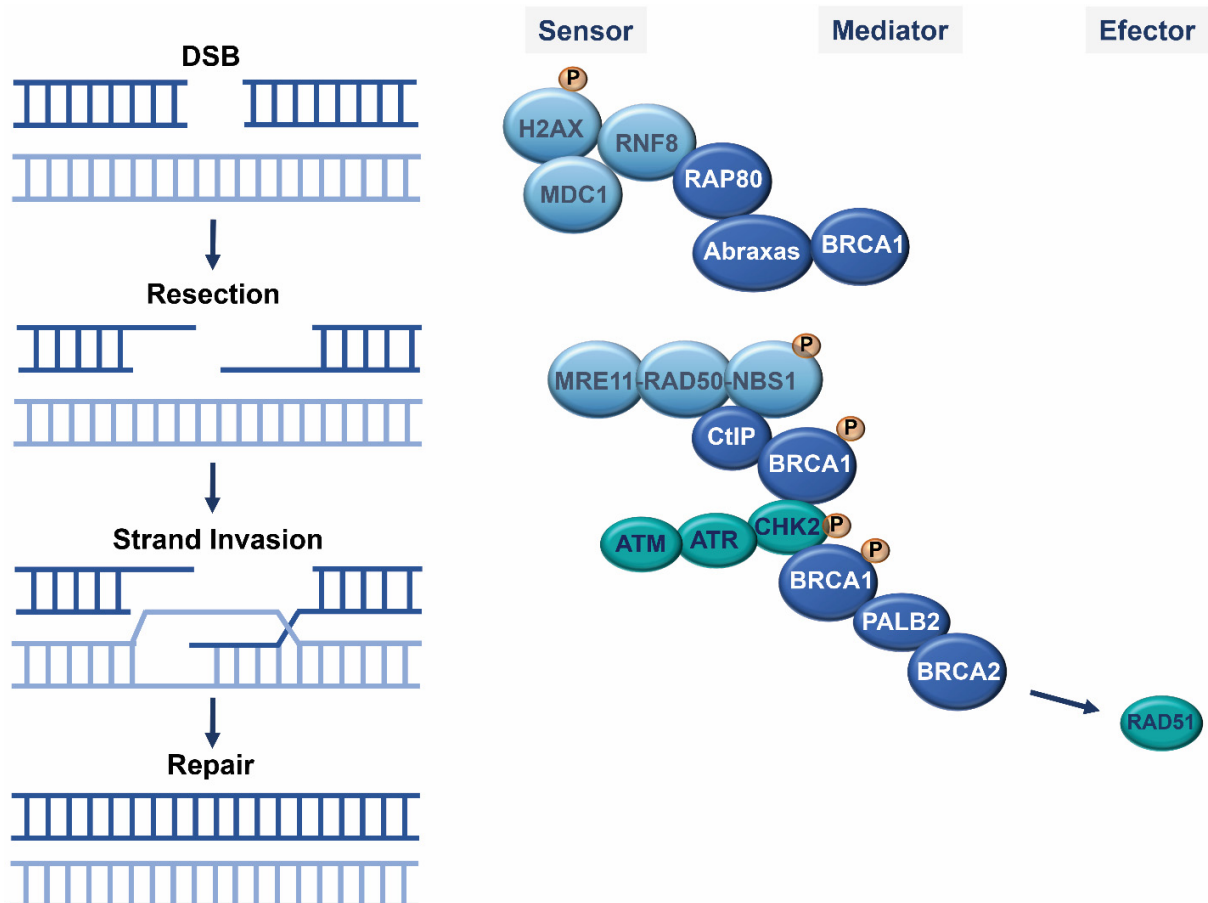 Sensor Mediator Efector
DSB
P
H2AX
RNF8
MDC1
RAP80
Abraxas
BRCA1
Resection
P
MRE11-RAD50-NBS1
CtIP
P
BRCA1
Strand Invasion
ATM
ATR
CHK2
P
P
BRCA1
PALB2
BRCA2
RAD51
Repair